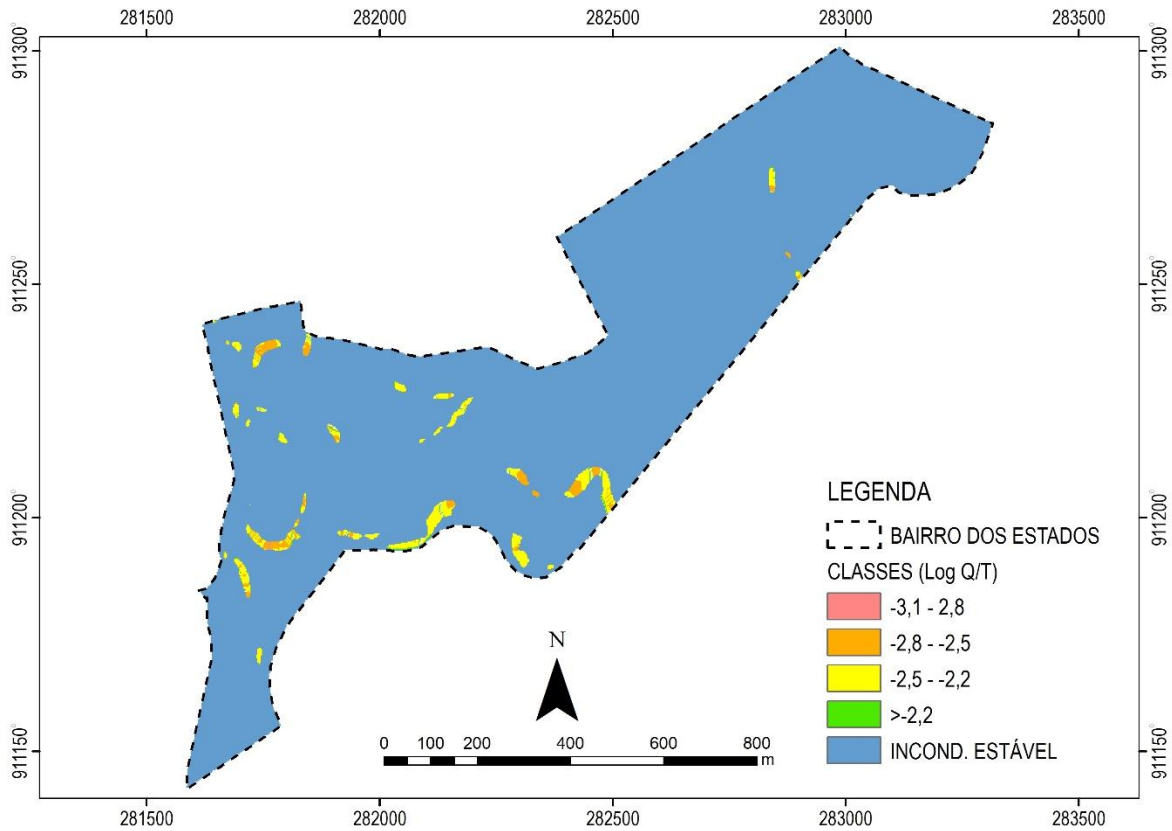 281500 282000 282500 283000 283500
911300° 911300°
911250° 911250°
911200° 911200°
911150° 911150°
LEGENDA
BAIRRO DOS ESTADOS
CLASSES (Log Q/T)
-3,1 - 2,8
-2,8 - -2,5
-2,5 - -2,2
>-2,2
INCOND. ESTÁVEL
N
0 100 200 400 600 800
m
281500 282000 282500 283000 283500